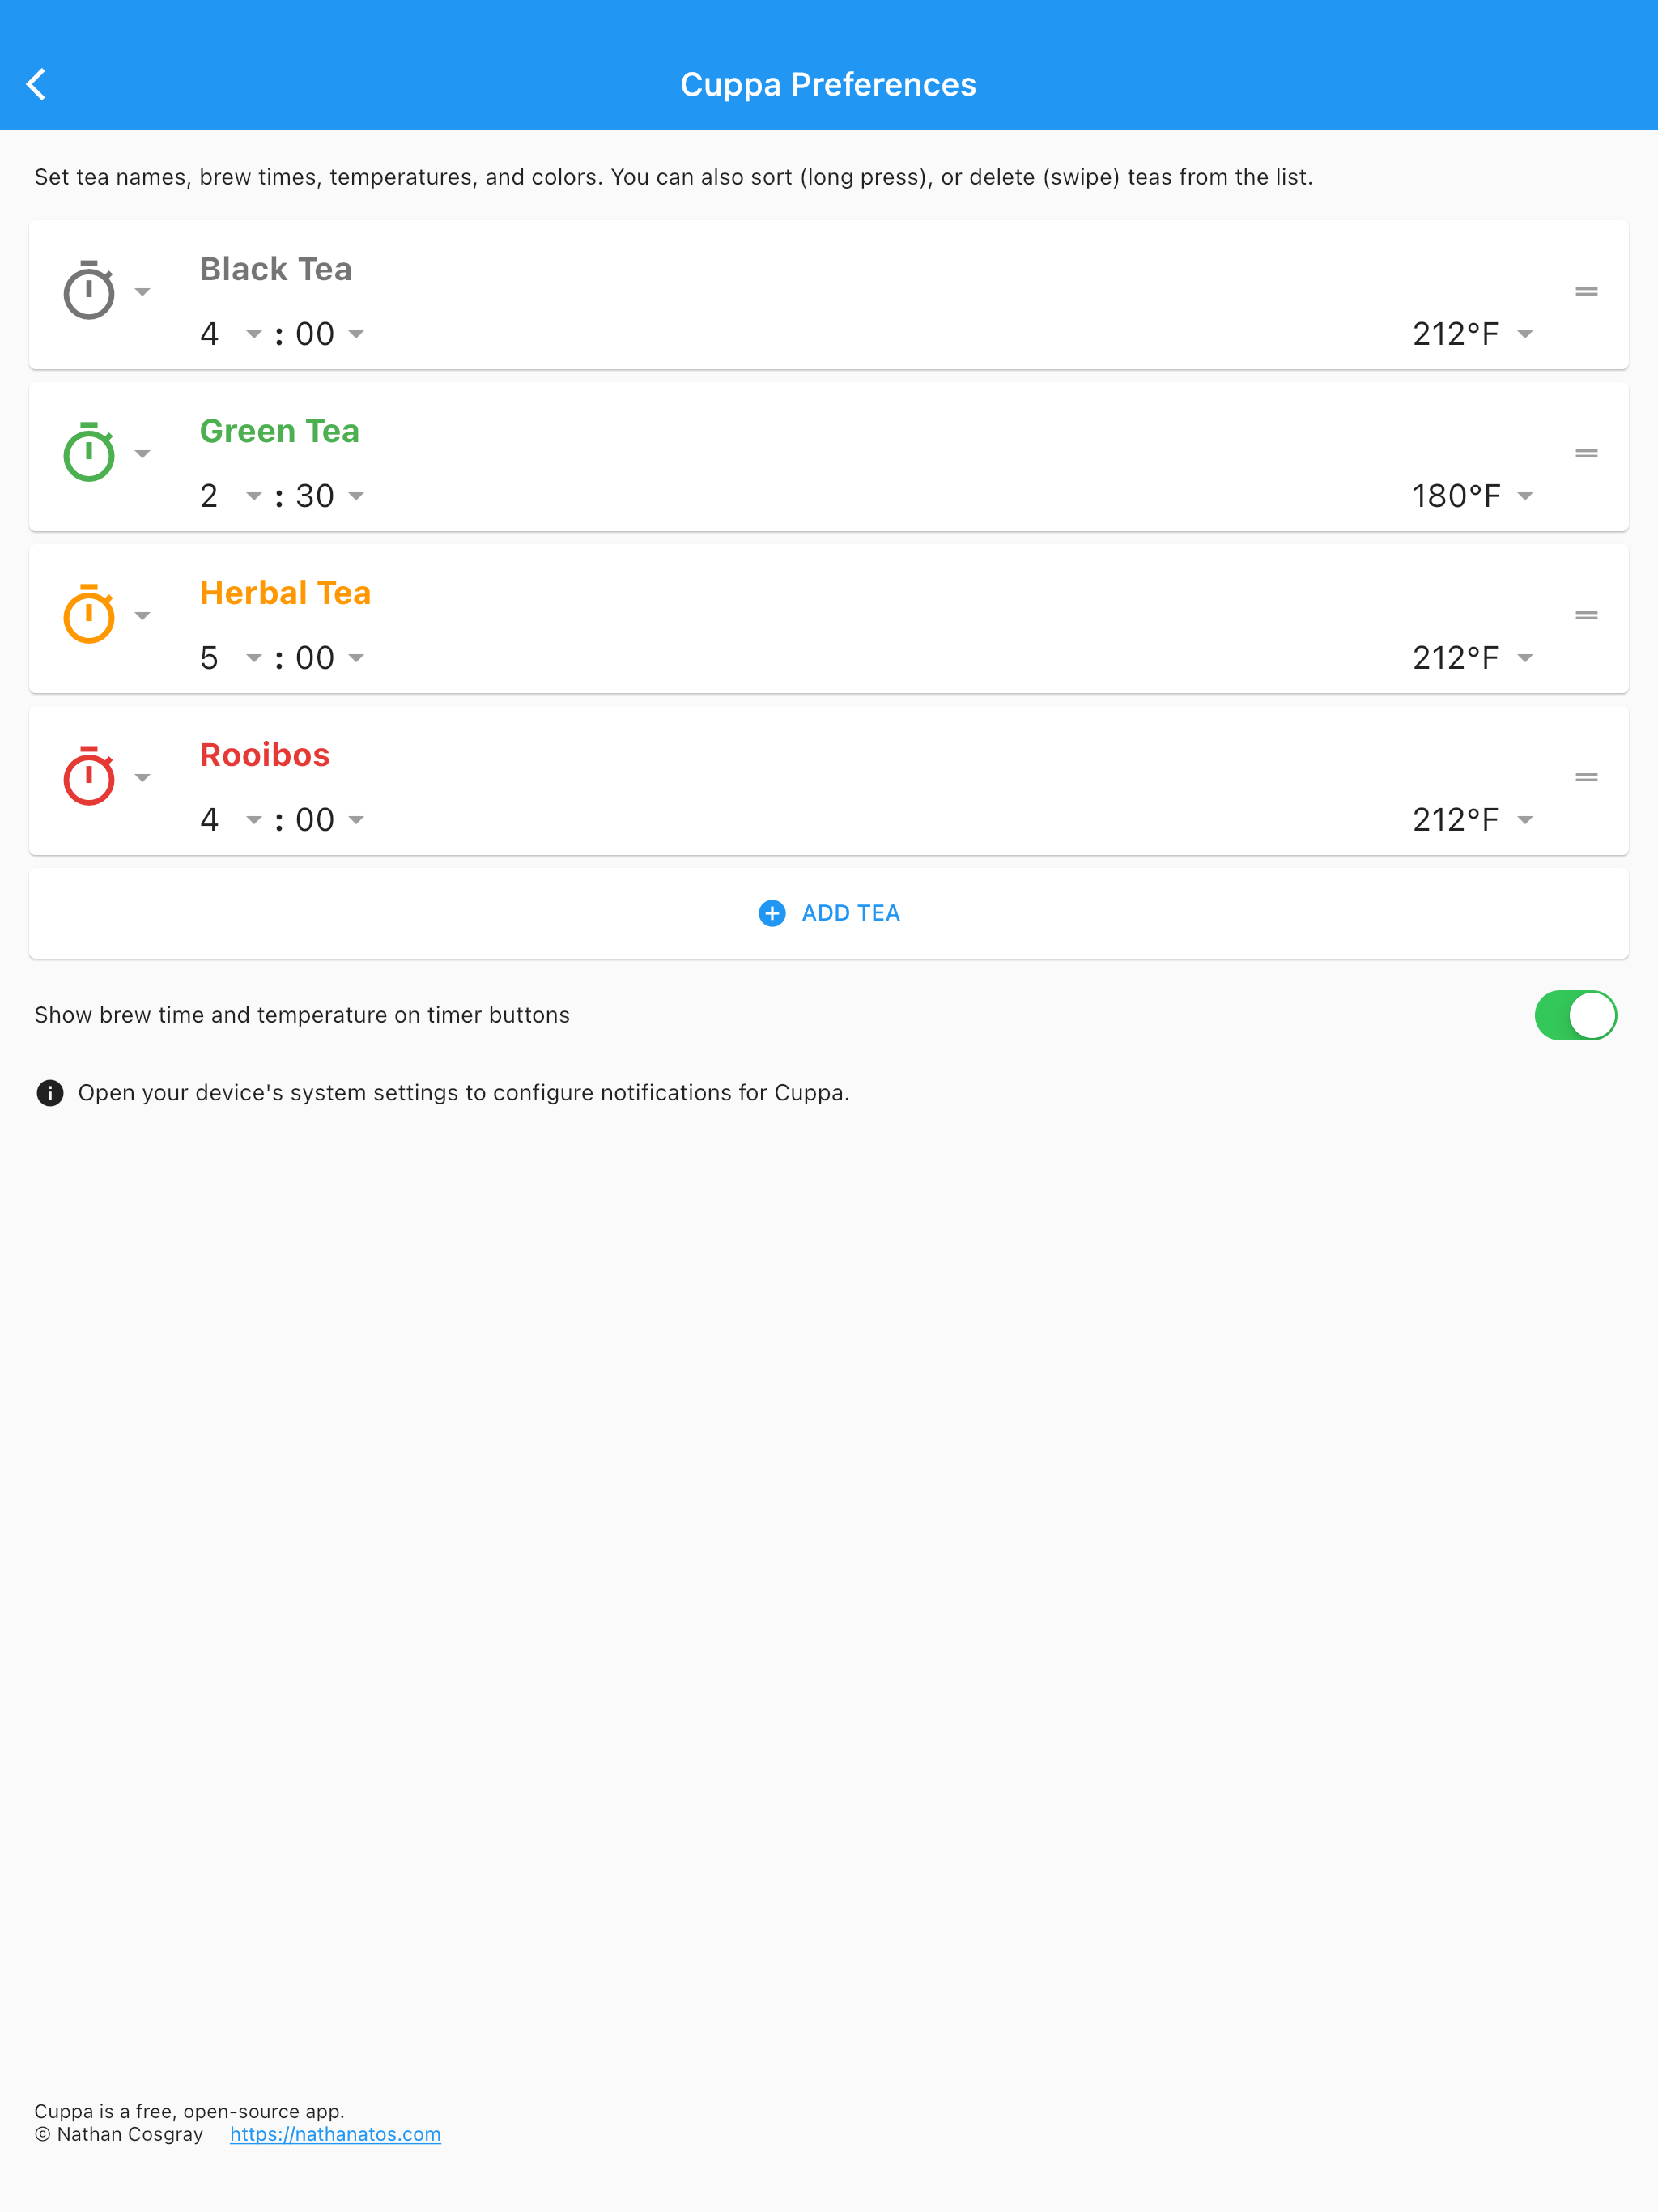 Cuppa Preferences
Set tea names, brew times, temperatures, and colors. You can also sort (long press), or delete (swipe) teas from the list.
Black Tea
4 : 00 212°F
Green Tea
2 : 30 180°F
Herbal Tea
5 : 00 212°F
Rooibos
4 : 00 212°F
ADD TEA
Show brew time and temperature on timer buttons
Open your device's system settings to configure notifications for Cuppa.
Cuppa is a free, open-source app.
© Nathan Cosgray https://nathanatos.com